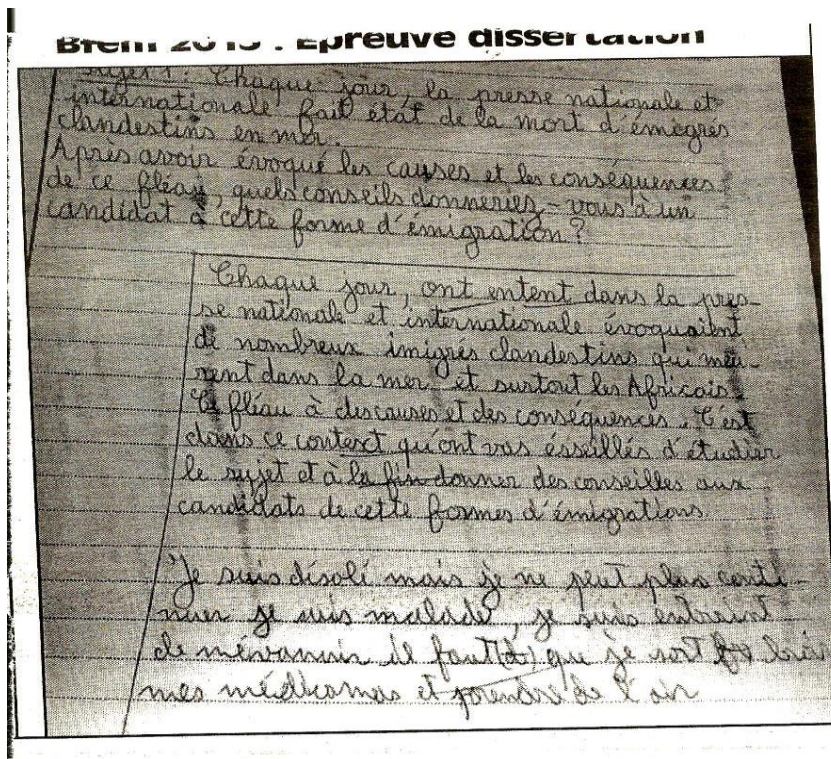 Brem 2015 : Epreuve dissertation
Sujet 1 : Chaque jour, la presse nationale et
internationale fait état de la mort d'émigrés
clandestins en mer.
Après avoir évoqué les causes et les conséquences
de ce fléau, quels conseils donneriez-vous à un
candidat à cette forme d'émigration ?
Chaque jour, ont entent dans la pres-
se nationale et internationale évoquaient
de nombreux imigrés clandestins qui meu-
rent dans la mer et surtout les Africais.
Ce fléau à des causes et des conséquences. C'est
dans ce contexct qu'ont vas ésseillés d'étudier
le sujet et à la fin donner des conseilles aux
candidats de cette formes d'émigrations.
Je suis désolé mais je ne peut plus conti-
nuer je suis malade, je suis entraint
de mévanuir il faut que je sort
mes médicamas et prendre de l'air